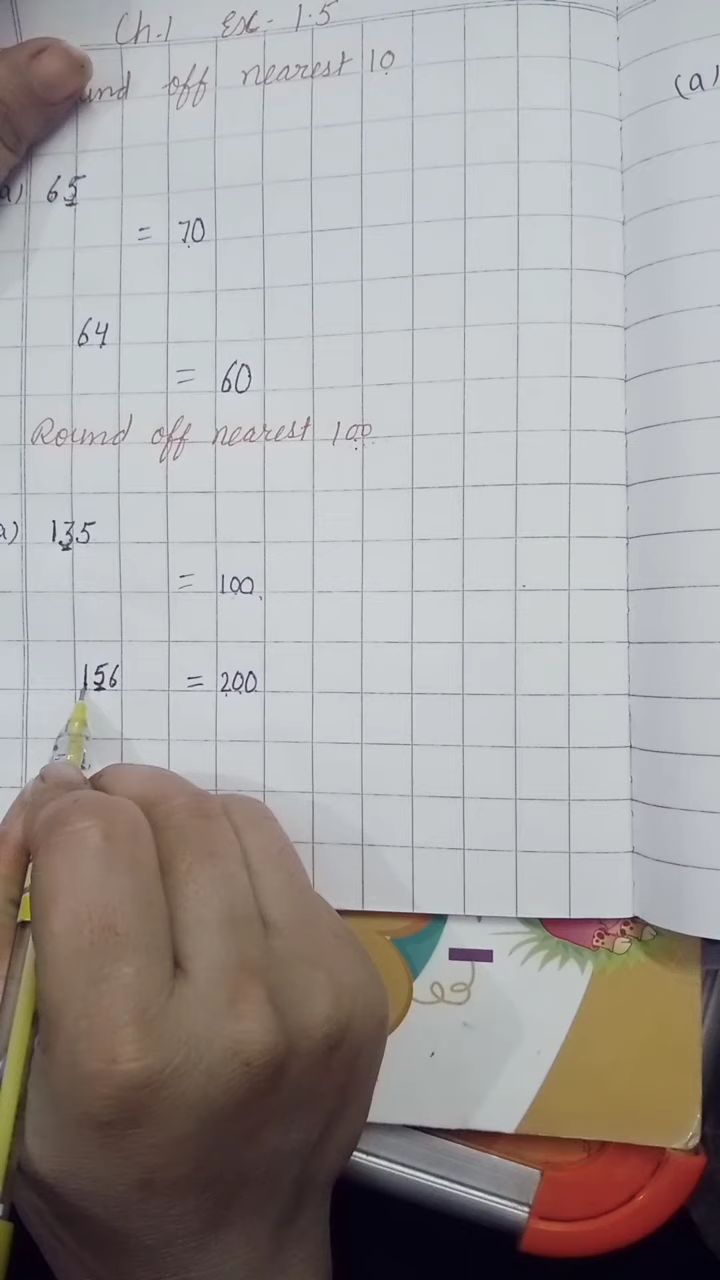 Ch.1 Ex- 1.5
off nearest 10
(a)
a) 65
= 70
64
= 60
Round off nearest 100
a) 135
= 100
156 = 200